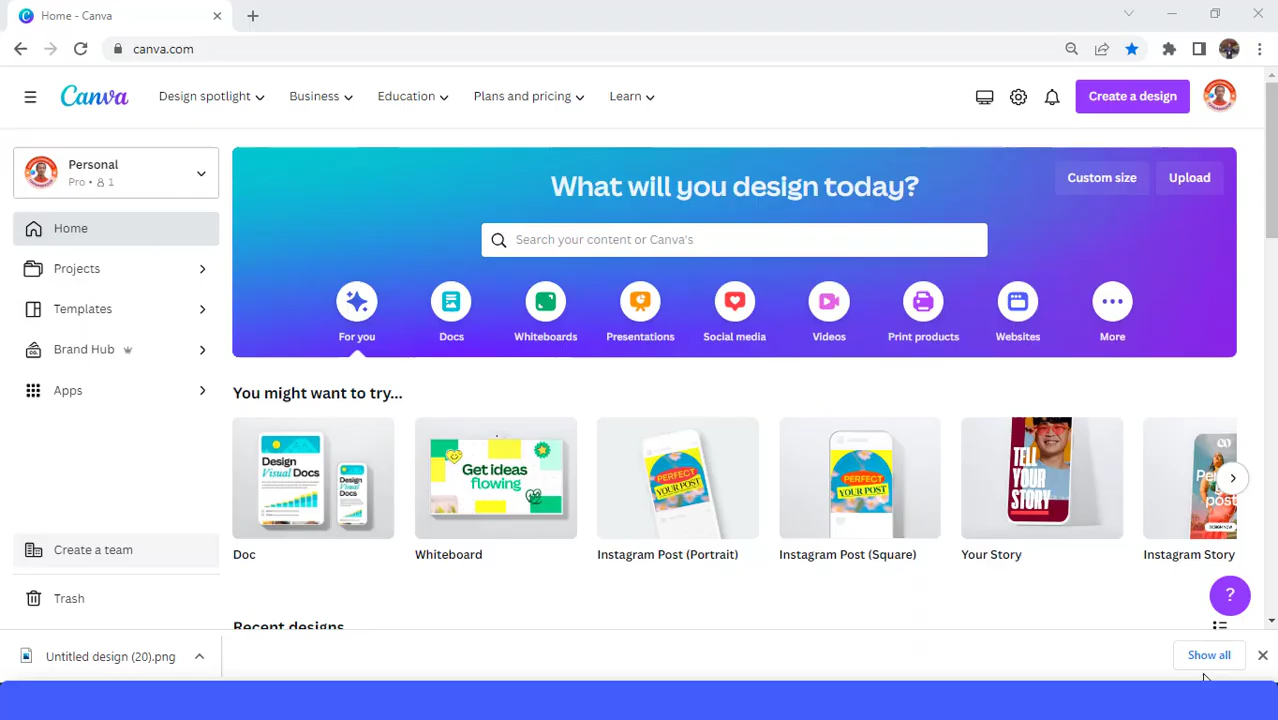 Home - Canva
canva.com
Canva
Design spotlight
Business
Education
Plans and pricing
Learn
Create a design
Personal
Pro • 1
Home
Projects
Templates
Brand Hub
Apps
Create a team
Trash
What will you design today?
Custom size
Upload
Search your content or Canva's
For you
Docs
Whiteboards
Presentations
Social media
Videos
Print products
Websites
More
You might want to try...
Design
Visual Docs
Design
Visual
Docs
Get ideas
flowing
PERFECT
YOUR POST
PERFECT
YOUR POST
TELL
YOUR
STORY
Doc
Whiteboard
Instagram Post (Portrait)
Instagram Post (Square)
Your Story
Instagram Story
?
Recent designs
Untitled design (20).png
Show all